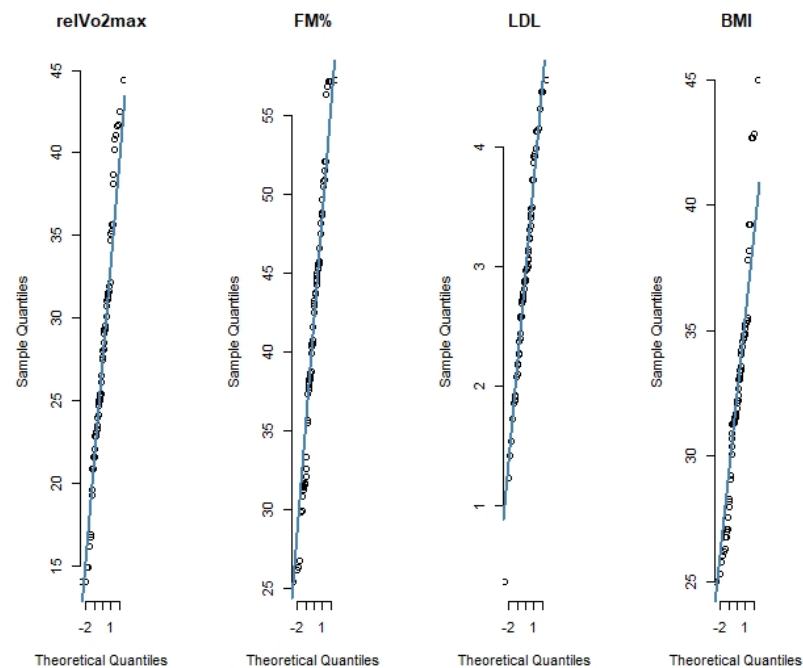 relVo2max
FM%
LDL
BMI
Sample Quantiles
15
20
25
30
35
40
45
-2
1
Theoretical Quantiles
Sample Quantiles
25
30
35
40
45
50
55
-2
1
Theoretical Quantiles
Sample Quantiles
1
2
3
4
-2
1
Theoretical Quantiles
Sample Quantiles
25
30
35
40
45
-2
1
Theoretical Quantiles